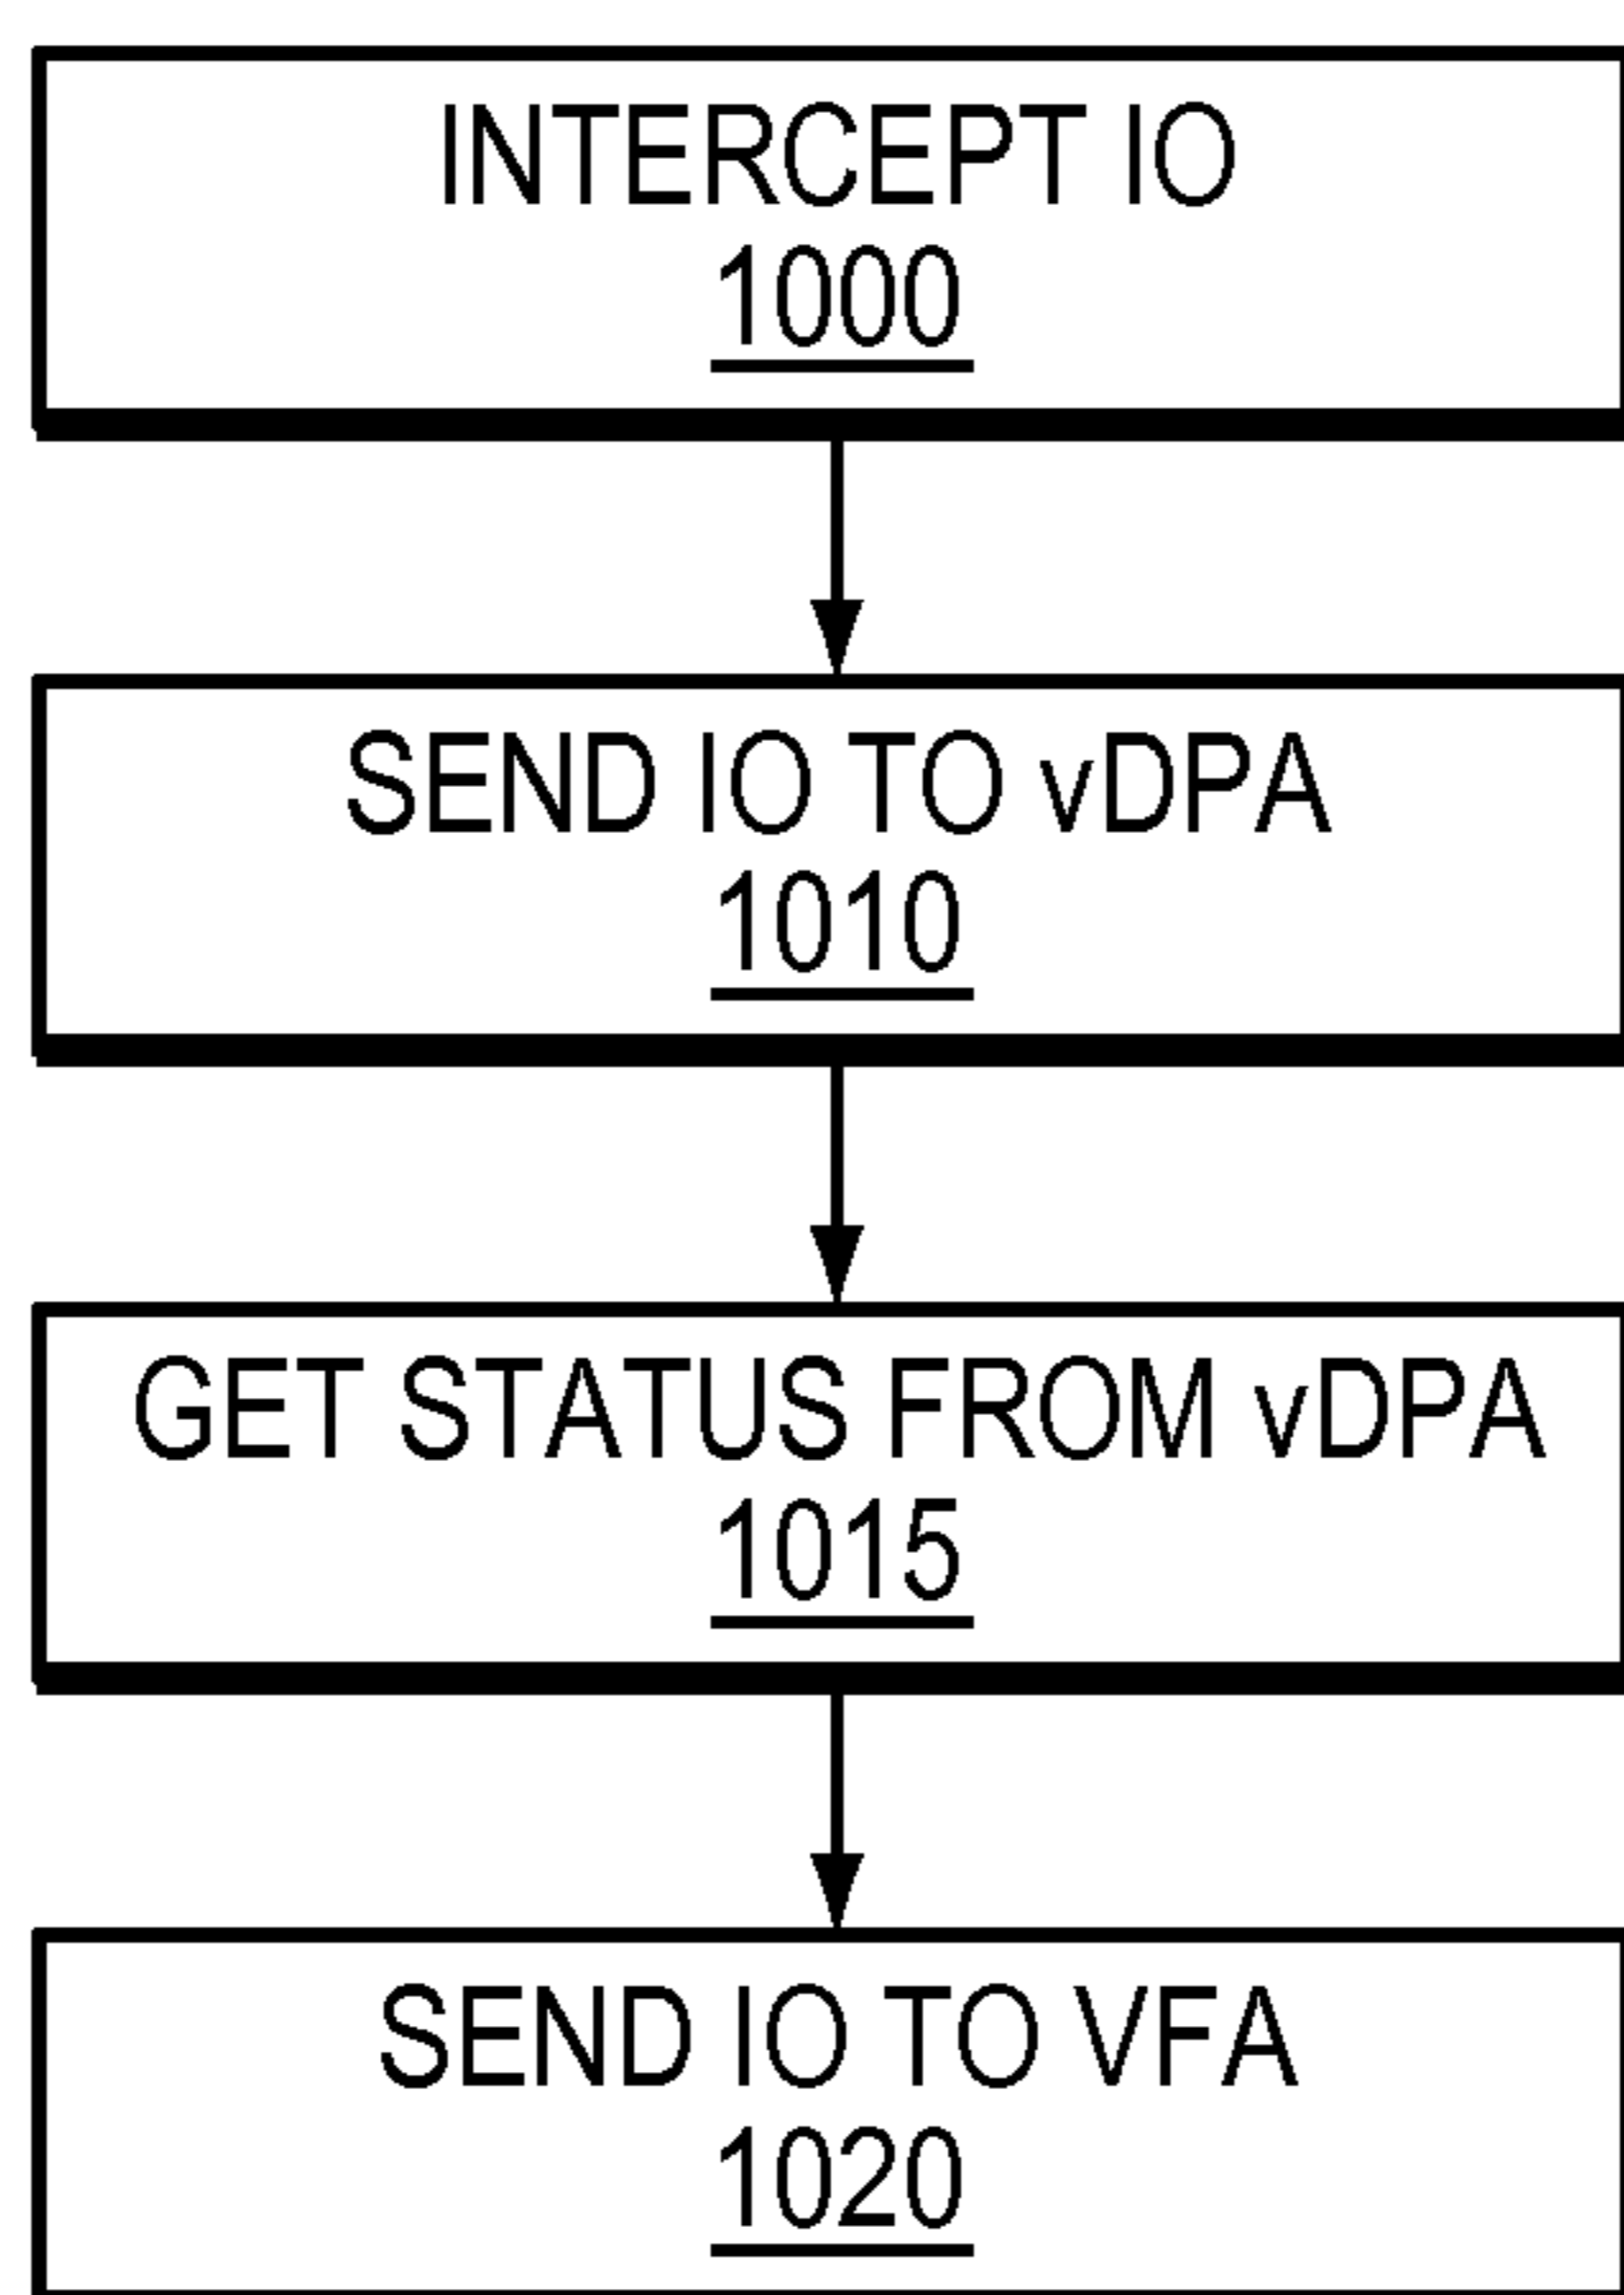 INTERCEPT IO
1000
SEND IO TO vDPA
1010
GET STATUS FROM vDPA
1015
SEND IO TO VFA
1020